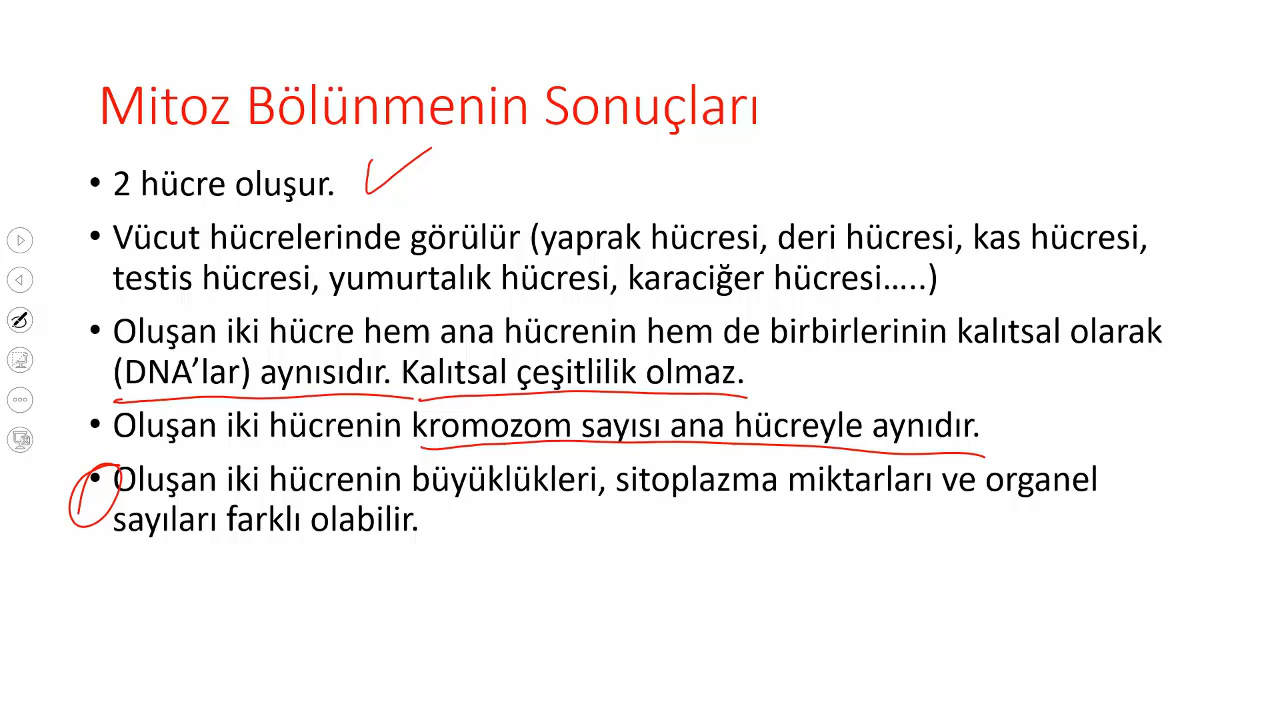 Mitoz Bölünmenin Sonuçları
• 2 hücre oluşur.
• Vücut hücrelerinde görülür (yaprak hücresi, deri hücresi, kas hücresi,
testis hücresi, yumurtalık hücresi, karaciğer hücresi…..)
• Oluşan iki hücre hem ana hücrenin hem de birbirlerinin kalıtsal olarak
(DNA’lar) aynısıdır. Kalıtsal çeşitlilik olmaz.
• Oluşan iki hücrenin kromozom sayısı ana hücreyle aynıdır.
• Oluşan iki hücrenin büyüklükleri, sitoplazma miktarları ve organel
sayıları farklı olabilir.